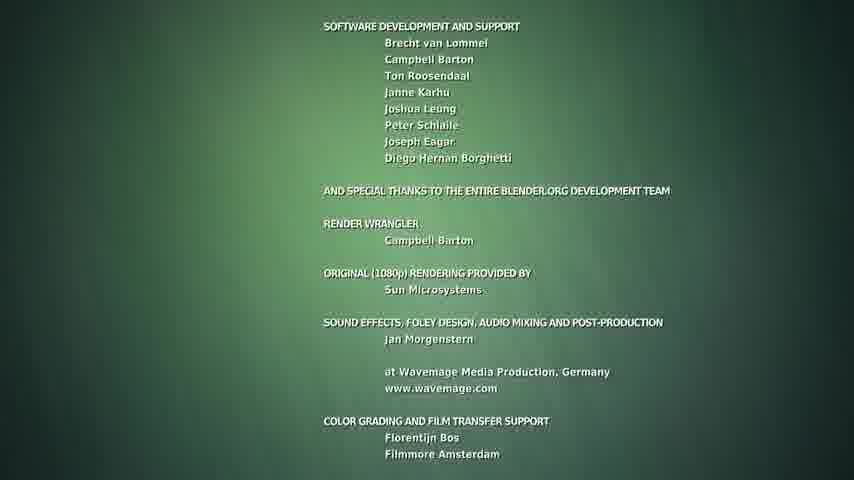 SOFTWARE DEVELOPMENT AND SUPPORT
Brecht van Lommel
Campbell Barton
Ton Roosendaal
Janne Karhu
Joshua Leung
Peter Schlaile
Joseph Eagar
Diego Hernan Borghetti
AND SPECIAL THANKS TO THE ENTIRE BLENDER.ORG DEVELOPMENT TEAM
RENDER WRANGLER
Campbell Barton
ORIGINAL (1080p) RENDERING PROVIDED BY
Sun Microsystems
SOUND EFFECTS, FOLEY DESIGN, AUDIO MIXING AND POST-PRODUCTION
Jan Morgenstern
at Wavemage Media Production, Germany
www.wavemage.com
COLOR GRADING AND FILM TRANSFER SUPPORT
Florentijn Bos
Filmmore Amsterdam